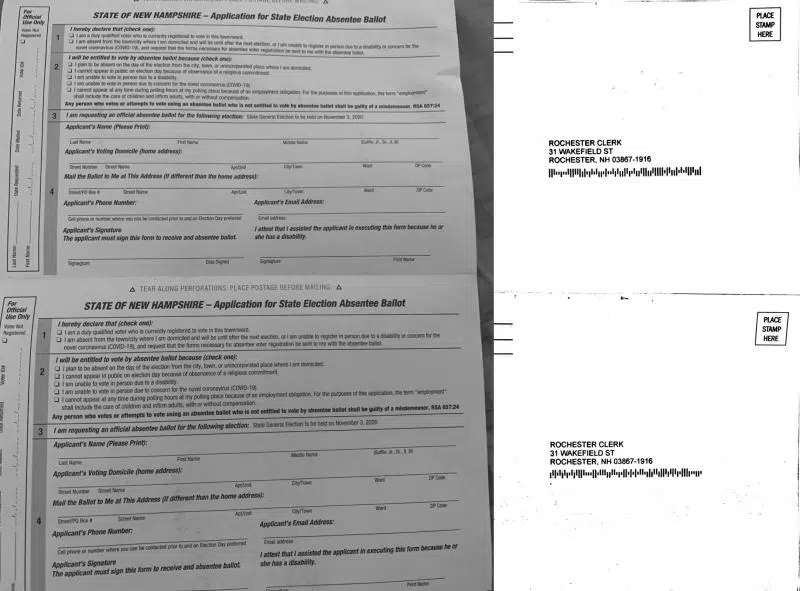 TEAR ALONG PERFORATIONS. PLACE POSTAGE BEFORE MAILING.
STATE OF NEW HAMPSHIRE – Application for State Election Absentee Ballot
For
Official
Use Only
Voter Not
Registered
1
I hereby declare that (check one):
I am a duly qualified voter who is currently registered to vote in this town/ward.
I am absent from the town/city where I am domiciled and will be until after the next election, or I am unable to register in person due to a disability or concern for the
novel coronavirus (COVID-19), and request that the forms necessary for absentee voter registration be sent to me with the absentee ballot.
2
I will be entitled to vote by absentee ballot because (check one):
I plan to be absent on the day of the election from the city, town, or unincorporated place where I am domiciled.
I cannot appear in public on election day because of observance of a religious commitment.
I am unable to vote in person due to a disability.
I am unable to vote in person due to concern for the novel coronavirus (COVID-19)
I cannot appear at any time during polling hours at my polling place because of an employment obligation. For the purposes of this application, the term "employment"
shall include the care of children and infirm adults, with or without compensation.
Any person who votes or attempts to vote using an absentee ballot who is not entitled to vote by absentee ballot shall be guilty of a misdemeanor. RSA 657:24
3 I am requesting an official absentee ballot for the following election: State General Election to be held on November 3, 2020
Applicant's Name (Please Print):
Last Name First Name Middle Name (Suffix: Jr., Sr., II, III)
Applicant's Voting Domicile (home address):
Street Number Street Name Apt/Unit City/Town Ward ZIP Code
Mail the Ballot to Me at This Address (if different than the home address):
4
Street/PO Box # Street Name Apt/Unit City/Town Ward ZIP Code
Applicant's Phone Number: Applicant's Email Address:
Cell phone or number where you can be contacted prior to and on Election Day preferred Email address
Applicant's Signature
The applicant must sign this form to receive and absentee ballot.
I attest that I assisted the applicant in executing this form because he or
she has a disability.
Signagture Date Signed Signagture Print Name
Voter ID#
Date Returned
Date Mailed
Date Requested
Last Name
First Name
TEAR ALONG PERFORATIONS. PLACE POSTAGE BEFORE MAILING.
STATE OF NEW HAMPSHIRE – Application for State Election Absentee Ballot
For
Official
Use Only
Voter Not
Registered
1
I hereby declare that (check one):
I am a duly qualified voter who is currently registered to vote in this town/ward.
I am absent from the town/city where I am domiciled and will be until after the next election, or I am unable to register in person due to a disability or concern for the
novel coronavirus (COVID-19), and request that the forms necessary for absentee voter registration be sent to me with the absentee ballot.
2
I will be entitled to vote by absentee ballot because (check one):
I plan to be absent on the day of the election from the city, town, or unincorporated place where I am domiciled.
I cannot appear in public on election day because of observance of a religious commitment.
I am unable to vote in person due to a disability.
I am unable to vote in person due to concern for the novel coronavirus (COVID-19).
I cannot appear at any time during polling hours at my polling place because of an employment obligation. For the purposes of this application, the term "employment"
shall include the care of children and infirm adults, with or without compensation.
Any person who votes or attempts to vote using an absentee ballot who is not entitled to vote by absentee ballot shall be guilty of a misdemeanor. RSA 657:24
3 I am requesting an official absentee ballot for the following election: State General Election to be held on November 3, 2020
Applicant's Name (Please Print):
Last Name First Name Middle Name (Suffix: Jr., Sr., II, III)
Applicant's Voting Domicile (home address):
Street Number Street Name Apt/Unit City/Town Ward ZIP Code
Mail the Ballot to Me at This Address (if different than the home address):
4
Street/PO Box # Street Name Apt/Unit City/Town Ward ZIP Code
Applicant's Phone Number: Applicant's Email Address:
Cell phone or number where you can be contacted prior to and on Election Day preferred Email address
Applicant's Signature
The applicant must sign this form to receive and absentee ballot.
I attest that I assisted the applicant in executing this form because he or
she has a disability.
Print Name
Voter ID#
PLACE
STAMP
HERE
ROCHESTER CLERK
31 WAKEFIELD ST
ROCHESTER, NH 03867-1916
PLACE
STAMP
HERE
ROCHESTER CLERK
31 WAKEFIELD ST
ROCHESTER, NH 03867-1916